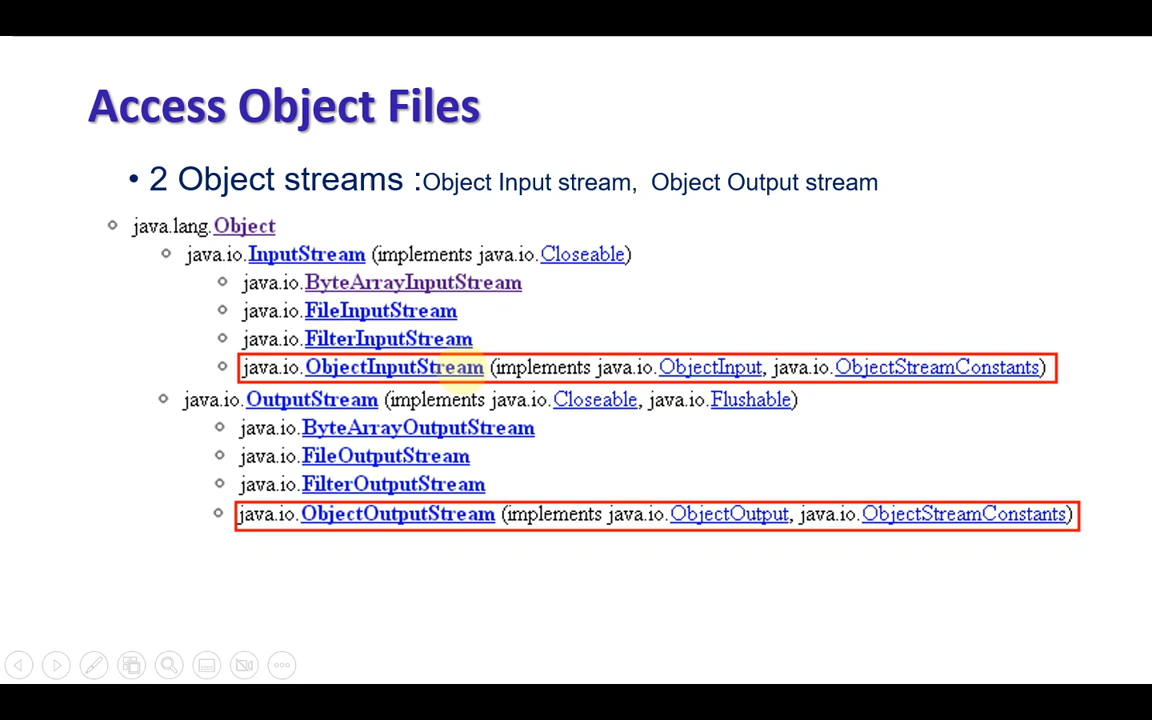 Access Object Files
• 2 Object streams :Object Input stream, Object Output stream
java.lang.Object
java.io.InputStream (implements java.io.Closeable)
java.io.ByteArrayInputStream
java.io.FileInputStream
java.io.FilterInputStream
java.io.ObjectInputStream (implements java.io.ObjectInput, java.io.ObjectStreamConstants)
java.io.OutputStream (implements java.io.Closeable, java.io.Flushable)
java.io.ByteArrayOutputStream
java.io.FileOutputStream
java.io.FilterOutputStream
java.io.ObjectOutputStream (implements java.io.ObjectOutput, java.io.ObjectStreamConstants)